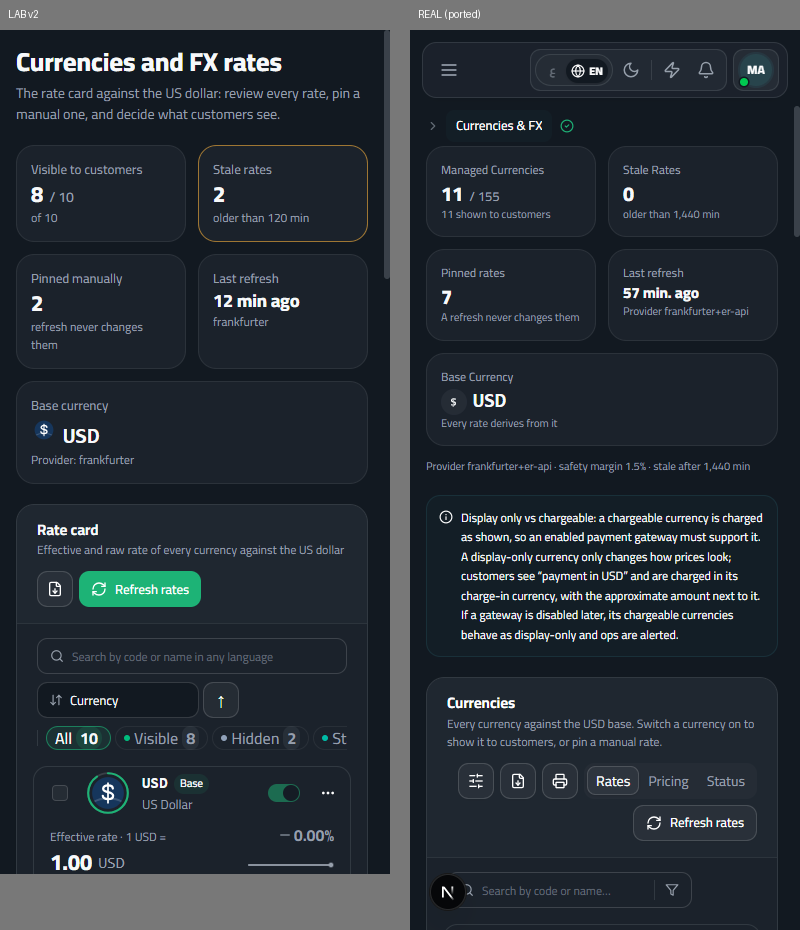 LAB v2
Currencies and FX rates
The rate card against the US dollar: review every rate, pin a
manual one, and decide what customers see.
Visible to customers
8 / 10
of 10
Stale rates
2
older than 120 min
Pinned manually
2
refresh never changes
them
Last refresh
12 min ago
frankfurter
Base currency
$ USD
Provider: frankfurter
Rate card
Effective and raw rate of every currency against the US dollar
Refresh rates
Search by code or name in any language
Currency
↑
All 10
Visible 8
Hidden 2
St
$
USD Base
US Dollar
Effective rate · 1 USD =
— 0.00%
1.00 USD
REAL (ported)
ع
EN
MA
Currencies & FX
Managed Currencies
11 / 155
11 shown to customers
Stale Rates
0
older than 1,440 min
Pinned rates
7
A refresh never changes them
Last refresh
57 min. ago
Provider frankfurter+er-api
Base Currency
$ USD
Every rate derives from it
Provider frankfurter+er-api · safety margin 1.5% · stale after 1,440 min
Display only vs chargeable: a chargeable currency is charged
as shown, so an enabled payment gateway must support it.
A display-only currency only changes how prices look;
customers see “payment in USD” and are charged in its
charge-in currency, with the approximate amount next to it.
If a gateway is disabled later, its chargeable currencies
behave as display-only and ops are alerted.
Currencies
Every currency against the USD base. Switch a currency on to
show it to customers, or pin a manual rate.
Rates
Pricing
Status
Refresh rates
N
Search by code or name...